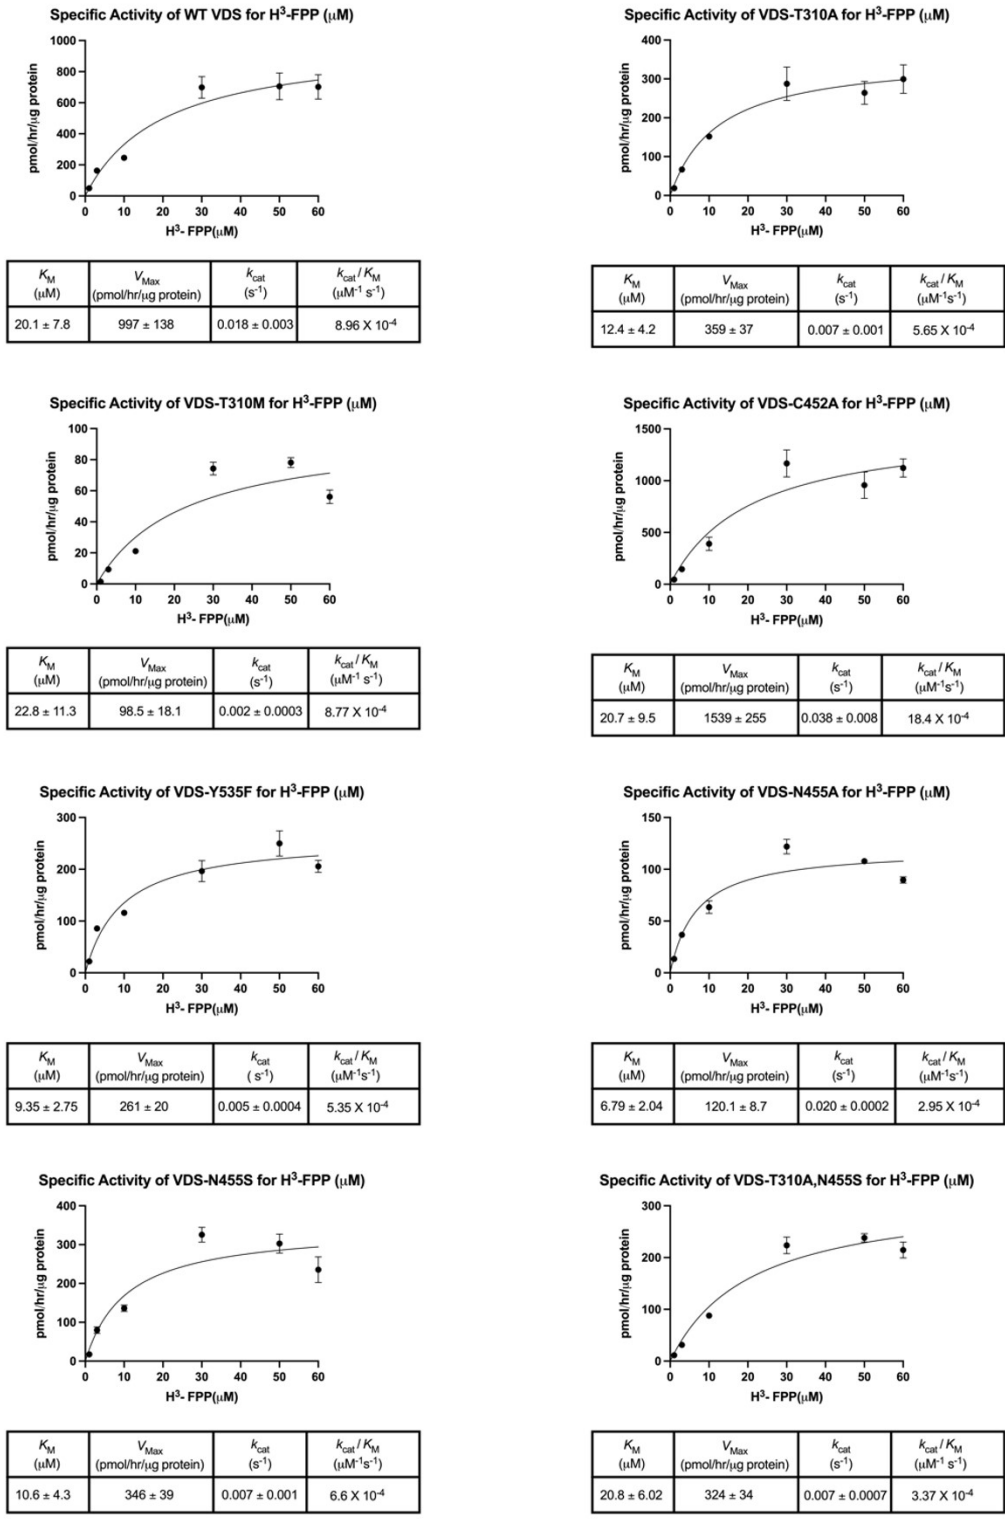 Specific Activity of WT VDS for H³-FPP (μM)
pmol/hr/μg protein
1000
800
600
400
200
0
0 10 20 30 40 50 60
H³- FPP(μM)
K_M (μM) V_Max (pmol/hr/μg protein) k_cat (s⁻¹) k_cat / K_M (μM⁻¹ s⁻¹)
20.1 ± 7.8 997 ± 138 0.018 ± 0.003 8.96 X 10⁻⁴
Specific Activity of VDS-T310A for H³-FPP (μM)
pmol/hr/μg protein
400
300
200
100
0
0 10 20 30 40 50 60
H³- FPP(μM)
K_M (μM) V_Max (pmol/hr/μg protein) k_cat (s⁻¹) k_cat / K_M (μM⁻¹ s⁻¹)
12.4 ± 4.2 359 ± 37 0.007 ± 0.001 5.65 X 10⁻⁴
Specific Activity of VDS-T310M for H³-FPP (μM)
pmol/hr/μg protein
100
80
60
40
20
0
0 10 20 30 40 50 60
H³- FPP(μM)
K_M (μM) V_Max (pmol/hr/μg protein) k_cat (s⁻¹) k_cat / K_M (μM⁻¹ s⁻¹)
22.8 ± 11.3 98.5 ± 18.1 0.002 ± 0.0003 8.77 X 10⁻⁴
Specific Activity of VDS-C452A for H³-FPP (μM)
pmol/hr/μg protein
1500
1000
500
0
0 10 20 30 40 50 60
H³- FPP(μM)
K_M (μM) V_Max (pmol/hr/μg protein) k_cat (s⁻¹) k_cat / K_M (μM⁻¹ s⁻¹)
20.7 ± 9.5 1539 ± 255 0.038 ± 0.008 18.4 X 10⁻⁴
Specific Activity of VDS-Y535F for H³-FPP (μM)
pmol/hr/μg protein
300
200
100
0
0 10 20 30 40 50 60
H³- FPP(μM)
K_M (μM) V_Max (pmol/hr/μg protein) k_cat ( s⁻¹) k_cat / K_M (μM⁻¹s⁻¹)
9.35 ± 2.75 261 ± 20 0.005 ± 0.0004 5.35 X 10⁻⁴
Specific Activity of VDS-N455A for H³-FPP (μM)
pmol/hr/μg protein
150
100
50
0
0 10 20 30 40 50 60
H³- FPP(μM)
K_M (μM) V_Max (pmol/hr/μg protein) k_cat (s⁻¹) k_cat / K_M (μM⁻¹s⁻¹)
6.79 ± 2.04 120.1 ± 8.7 0.020 ± 0.0002 2.95 X 10⁻⁴
Specific Activity of VDS-N455S for H³-FPP (μM)
pmol/hr/μg protein
400
300
200
100
0
0 10 20 30 40 50 60
H³- FPP(μM)
K_M (μM) V_Max (pmol/hr/μg protein) k_cat (s⁻¹) k_cat / K_M (μM⁻¹s⁻¹)
10.6 ± 4.3 346 ± 39 0.007 ± 0.001 6.6 X 10⁻⁴
Specific Activity of VDS-T310A,N455S for H³-FPP (μM)
pmol/hr/μg protein
300
200
100
0
0 10 20 30 40 50 60
H³- FPP(μM)
K_M (μM) V_Max (pmol/hr/μg protein) k_cat (s⁻¹) k_cat / K_M (μM⁻¹ s⁻¹)
20.8 ± 6.02 324 ± 34 0.007 ± 0.0007 3.37 X 10⁻⁴